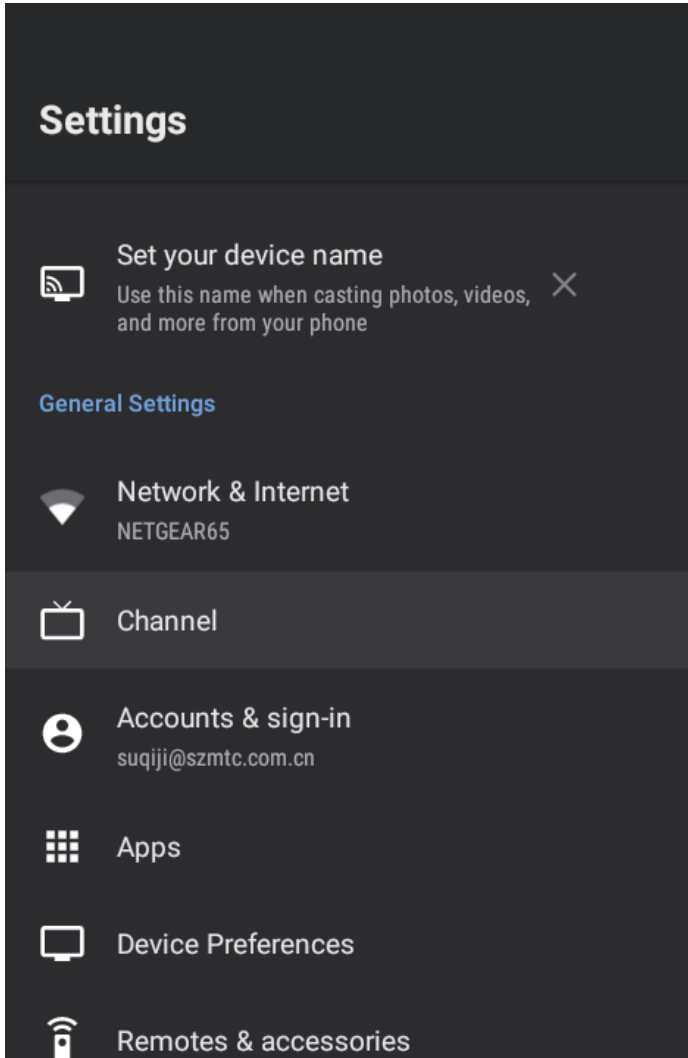 Settings
Set your device name
Use this name when casting photos, videos,
and more from your phone
General Settings
Network & Internet
NETGEAR65
Channel
Accounts & sign-in
suqiji@szmtc.com.cn
Apps
Device Preferences
Remotes & accessories